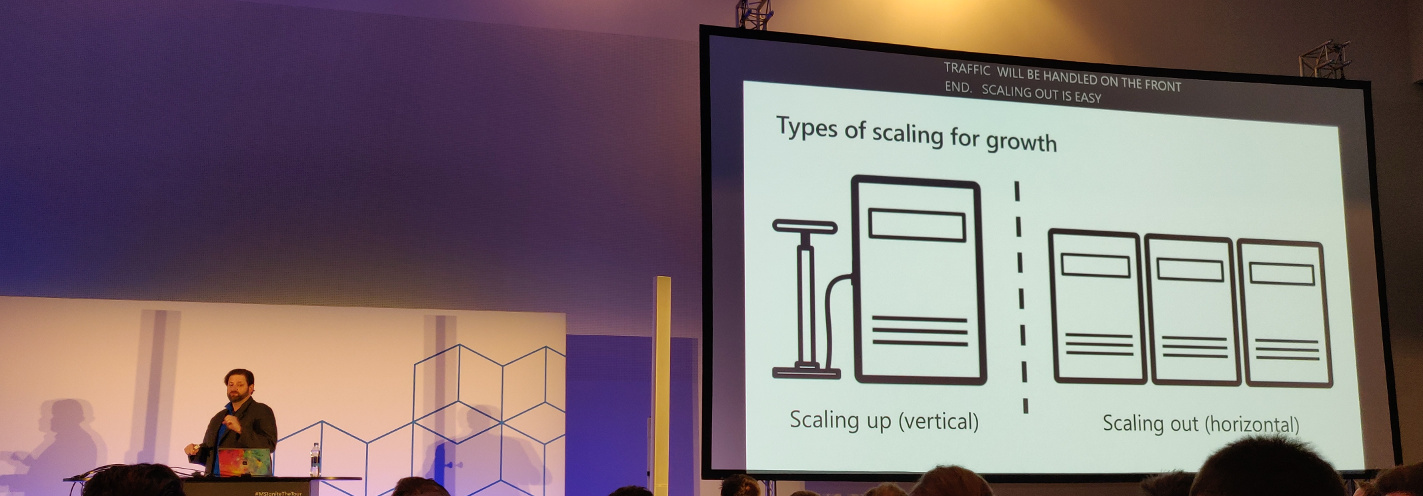 TRAFFIC WILL BE HANDLED ON THE FRONT
END. SCALING OUT IS EASY
Types of scaling for growth
Scaling up (vertical)
Scaling out (horizontal)
#MSIgniteTheTour